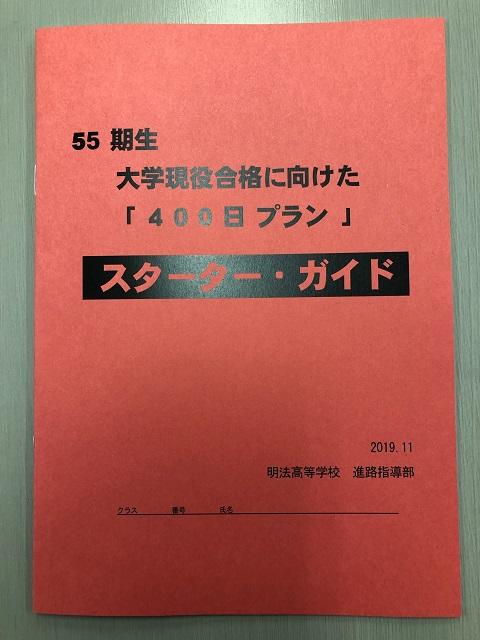 55 期生
大学現役合格に向けた
「 400日 プラン 」
スターター・ガイド
2019.11
明法高等学校 進路指導部
クラス 番号 氏名